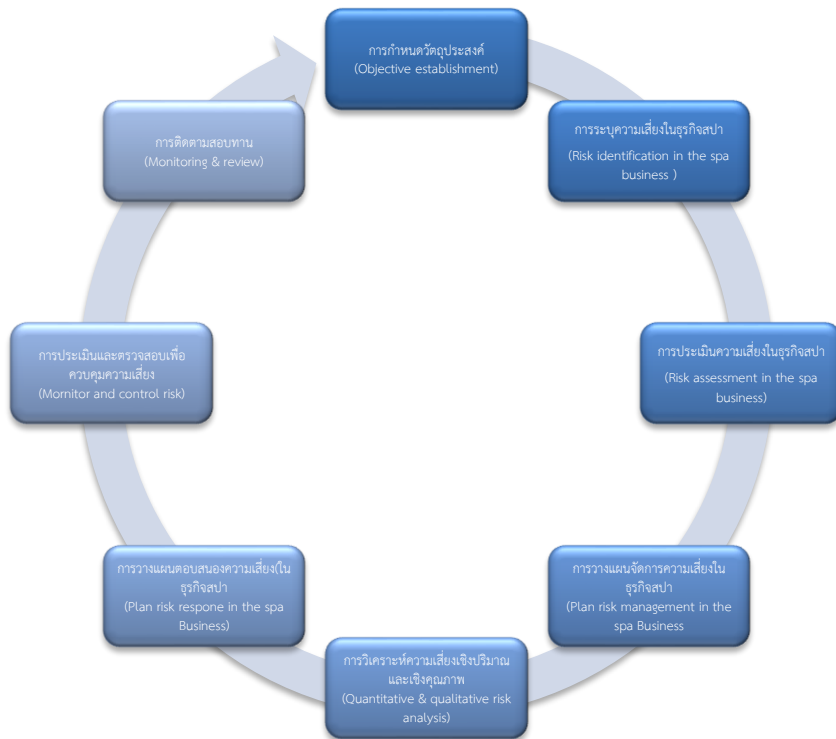 การกำหนดวัตถุประสงค์
(Objective establishment)
การระบุความเสี่ยงในธุรกิจสปา
(Risk identification in the spa
business )
การประเมินความเสี่ยงในธุรกิจสปา
(Risk assessment in the spa
business)
การวางแผนจัดการความเสี่ยงใน
ธุรกิจสปา
(Plan risk management in the
spa Business
การวิเคราะห์ความเสี่ยงเชิงปริมาณ
และเชิงคุณภาพ
(Quantitative & qualitative risk
analysis)
การวางแผนตอบสนองความเสี่ยง(ใน
ธุรกิจสปา
(Plan risk respone in the spa
Business)
การประเมินและตรวจสอบเพื่อ
ควบคุมความเสี่ยง
(Mornitor and control risk)
การติดตามสอบทาน
(Monitoring & review)